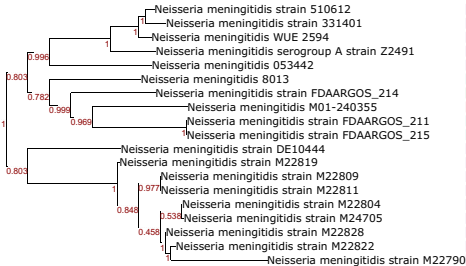 Neisseria meningitidis strain 510612
1
Neisseria meningitidis strain 331401
1
Neisseria meningitidis WUE 2594
1
Neisseria meningitidis serogroup A strain Z2491
0.996
Neisseria meningitidis 053442
0.803
Neisseria meningitidis 8013
0.782
Neisseria meningitidis strain FDAARGOS_214
0.999
Neisseria meningitidis M01-240355
0.969
Neisseria meningitidis strain FDAARGOS_211
1
Neisseria meningitidis strain FDAARGOS_215
1
Neisseria meningitidis strain DE10444
0.803
Neisseria meningitidis strain M22819
1
Neisseria meningitidis strain M22809
0.977
Neisseria meningitidis strain M22811
0.848
Neisseria meningitidis strain M22804
0.538
Neisseria meningitidis strain M24705
0.458
Neisseria meningitidis strain M22828
1
Neisseria meningitidis strain M22822
1
Neisseria meningitidis strain M22790